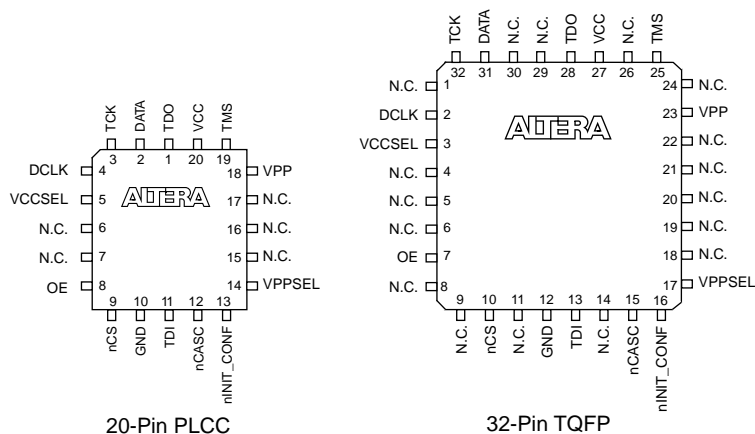 TCK
DATA
TDO
VCC
TMS
3
2
1
20
19
DCLK 4
VCCSEL 5
N.C. 6
N.C. 7
OE 8
ALTERA
18 VPP
17 N.C.
16 N.C.
15 N.C.
14 VPPSEL
9
10
11
12
13
nCS
GND
TDI
nCASC
nINIT_CONF
20-Pin PLCC
TCK
DATA
N.C.
N.C.
TDO
VCC
N.C.
TMS
32
31
30
29
28
27
26
25
N.C. 1
DCLK 2
VCCSEL 3
N.C. 4
N.C. 5
N.C. 6
OE 7
N.C. 8
ALTERA
24 N.C.
23 VPP
22 N.C.
21 N.C.
20 N.C.
19 N.C.
18 N.C.
17 VPPSEL
9
10
11
12
13
14
15
16
N.C.
nCS
N.C.
GND
TDI
N.C.
nCASC
nINIT_CONF
32-Pin TQFP